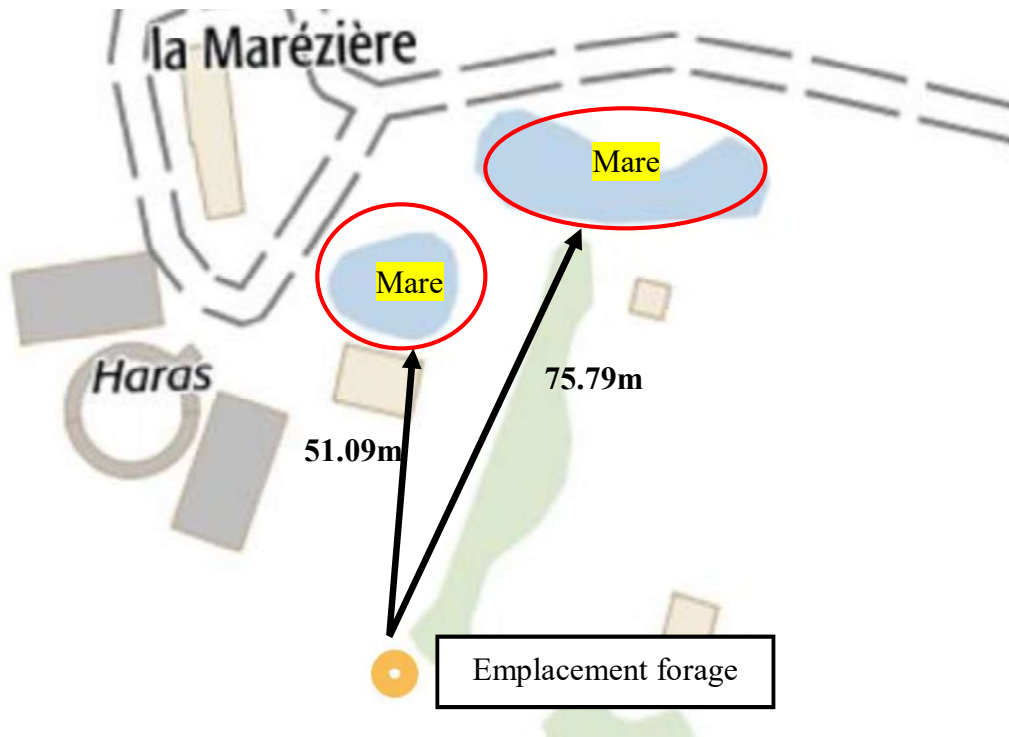 la Marézière
Mare
Mare
Haras
75.79m
51.09m
Emplacement forage